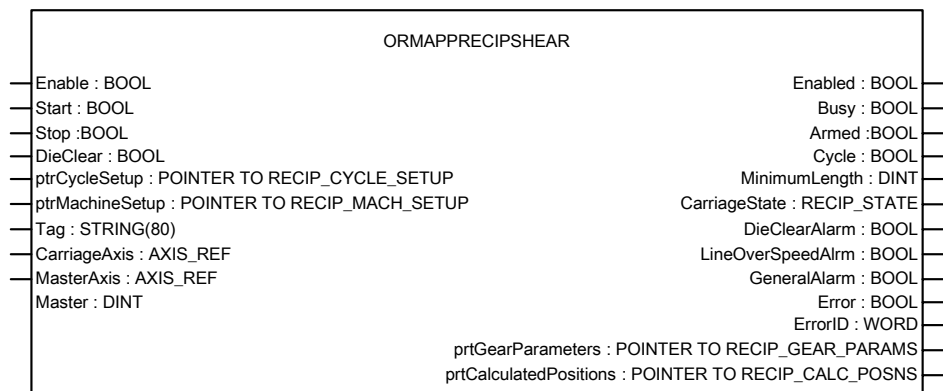 ORMAPPRECIPSHEAR
Enable : BOOL
Start : BOOL
Stop :BOOL
DieClear : BOOL
ptrCycleSetup : POINTER TO RECIP_CYCLE_SETUP
ptrMachineSetup : POINTER TO RECIP_MACH_SETUP
Tag : STRING(80)
CarriageAxis : AXIS_REF
MasterAxis : AXIS_REF
Master : DINT
Enabled : BOOL
Busy : BOOL
Armed :BOOL
Cycle : BOOL
MinimumLength : DINT
CarriageState : RECIP_STATE
DieClearAlarm : BOOL
LineOverSpeedAlrm : BOOL
GeneralAlarm : BOOL
Error : BOOL
ErrorID : WORD
prtGearParameters : POINTER TO RECIP_GEAR_PARAMS
prtCalculatedPositions : POINTER TO RECIP_CALC_POSNS